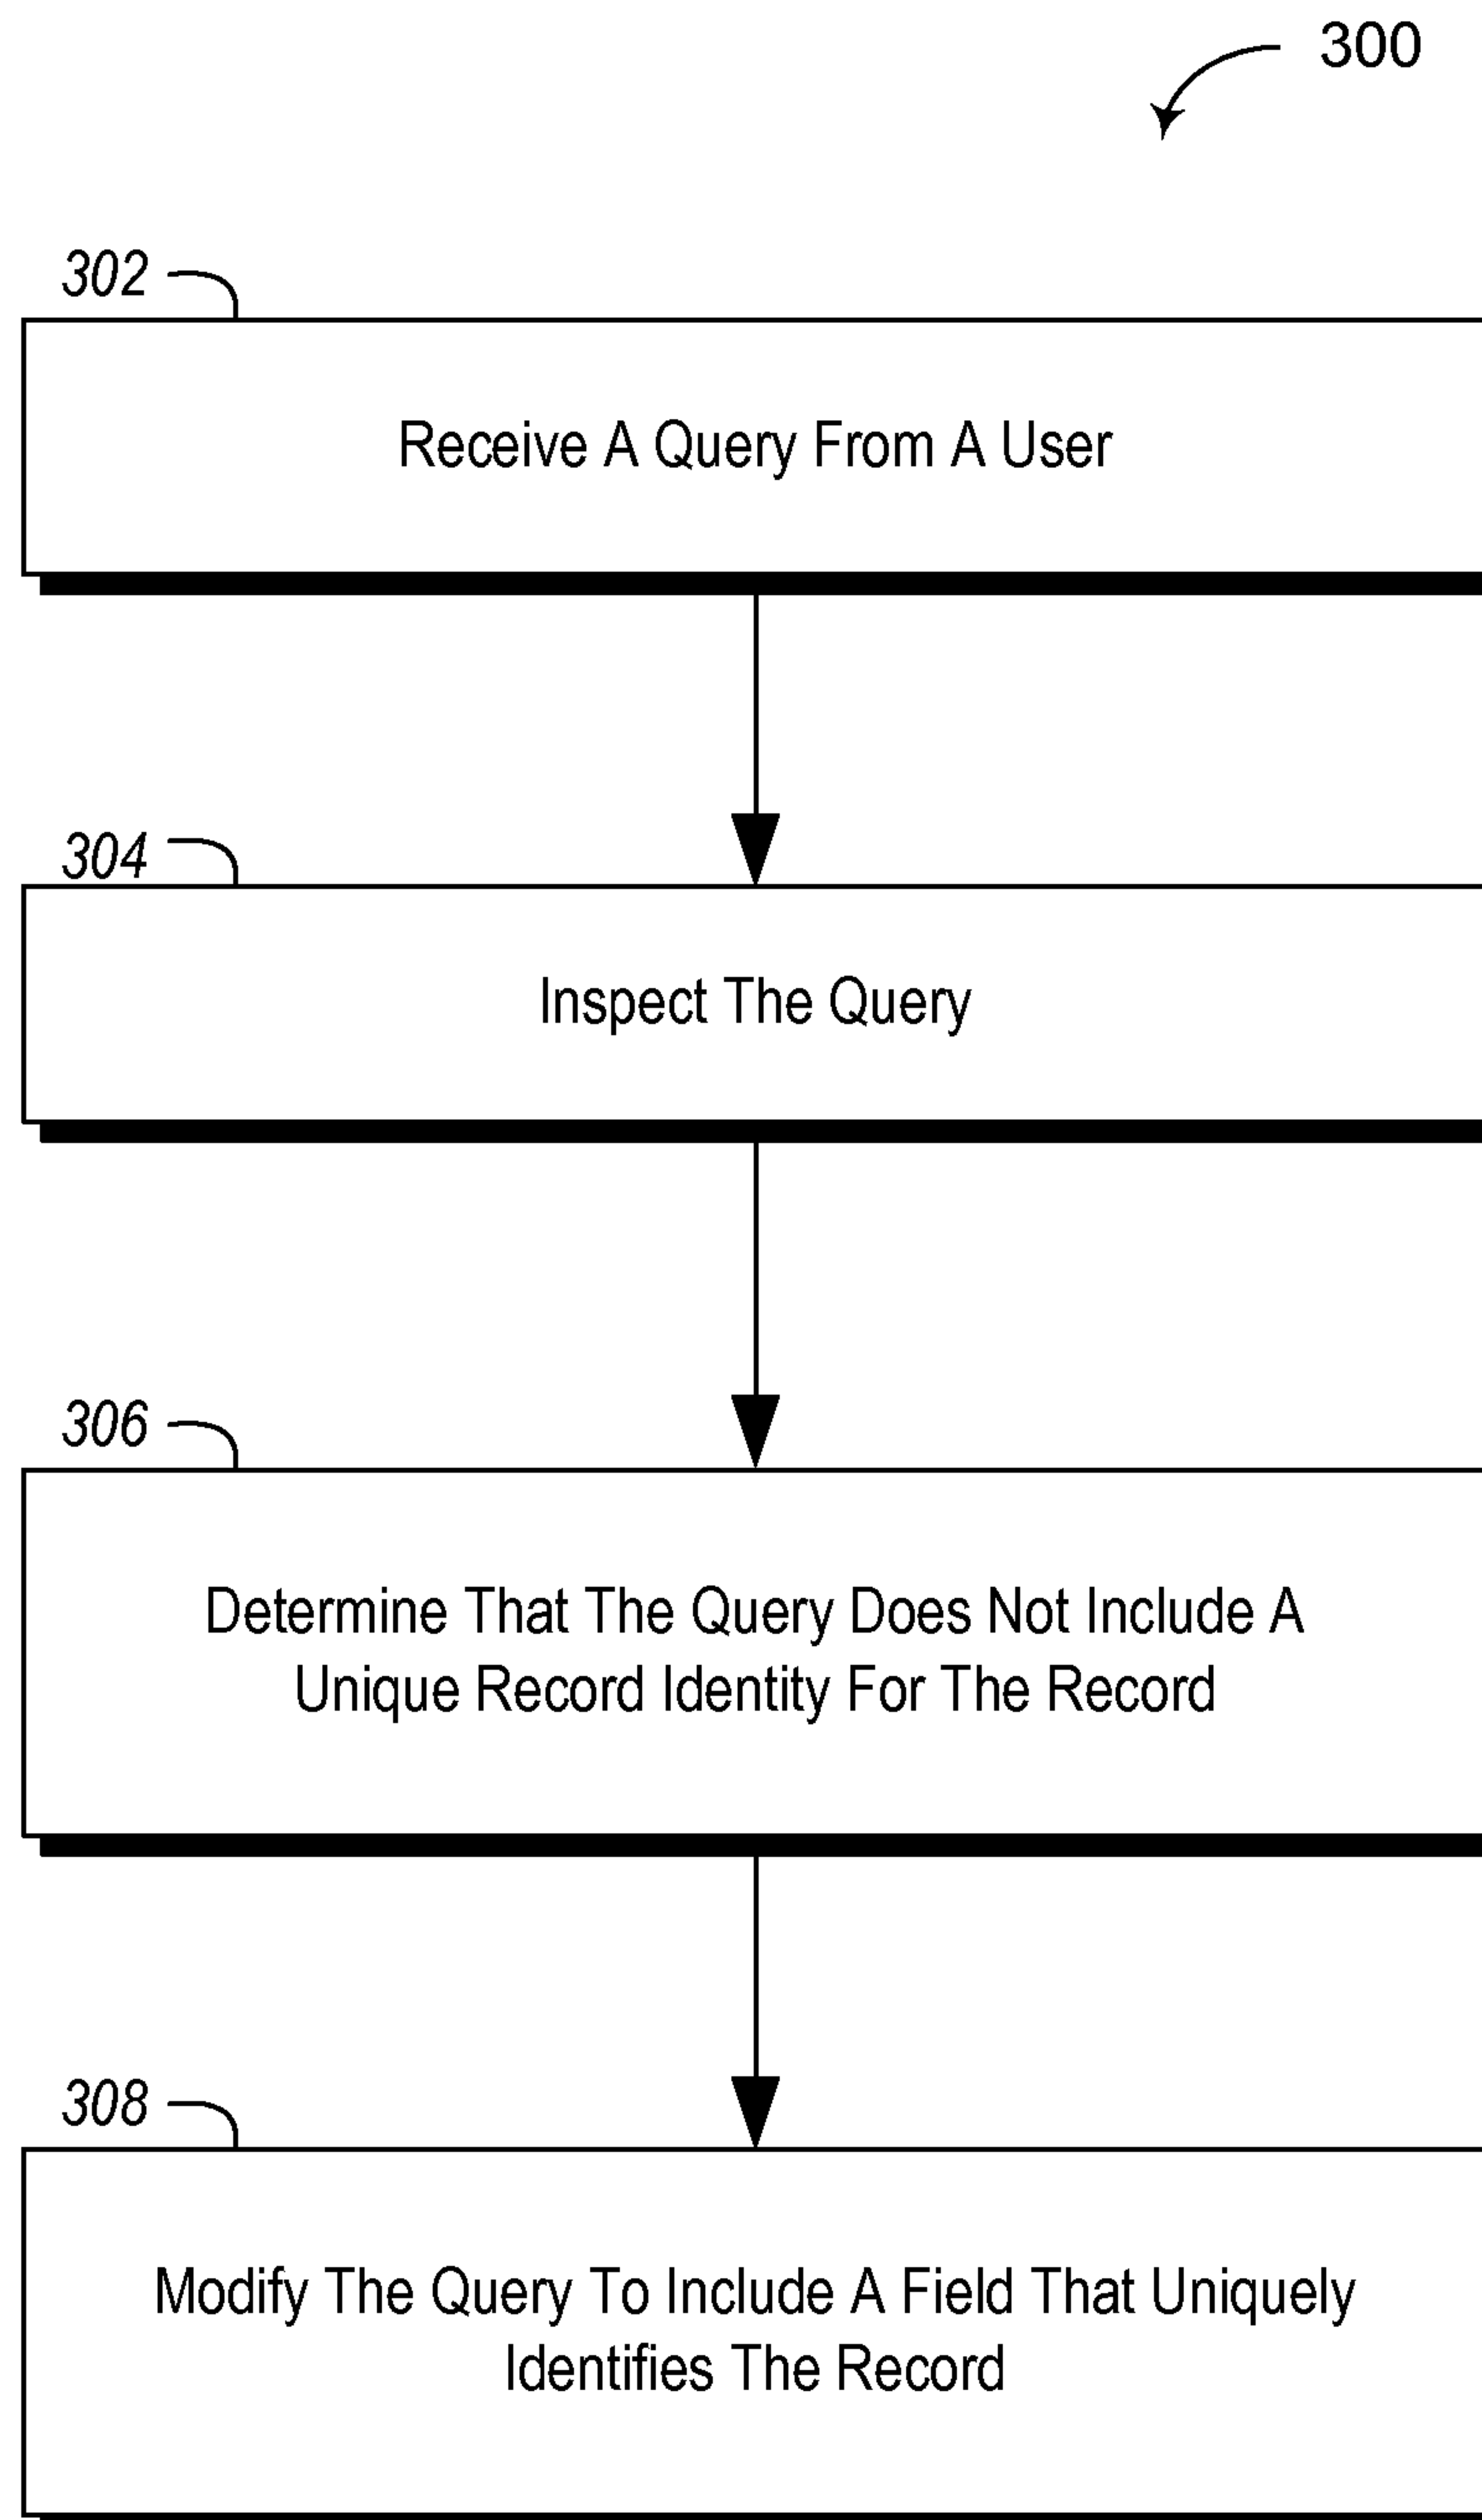 300
302
Receive A Query From A User
304
Inspect The Query
306
Determine That The Query Does Not Include A
Unique Record Identity For The Record
308
Modify The Query To Include A Field That Uniquely
Identifies The Record